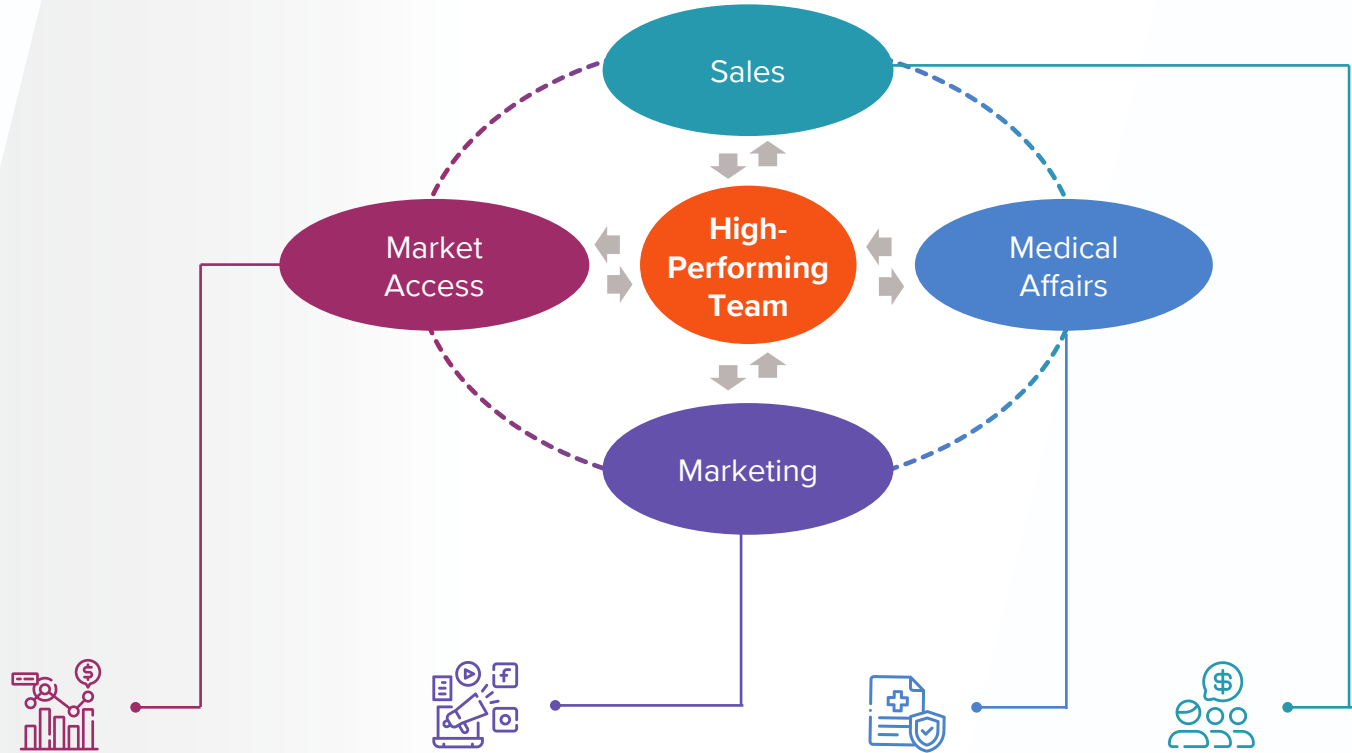 Sales
Market
Access
High-
Performing
Team
Medical
Affairs
Marketing
$
f
$